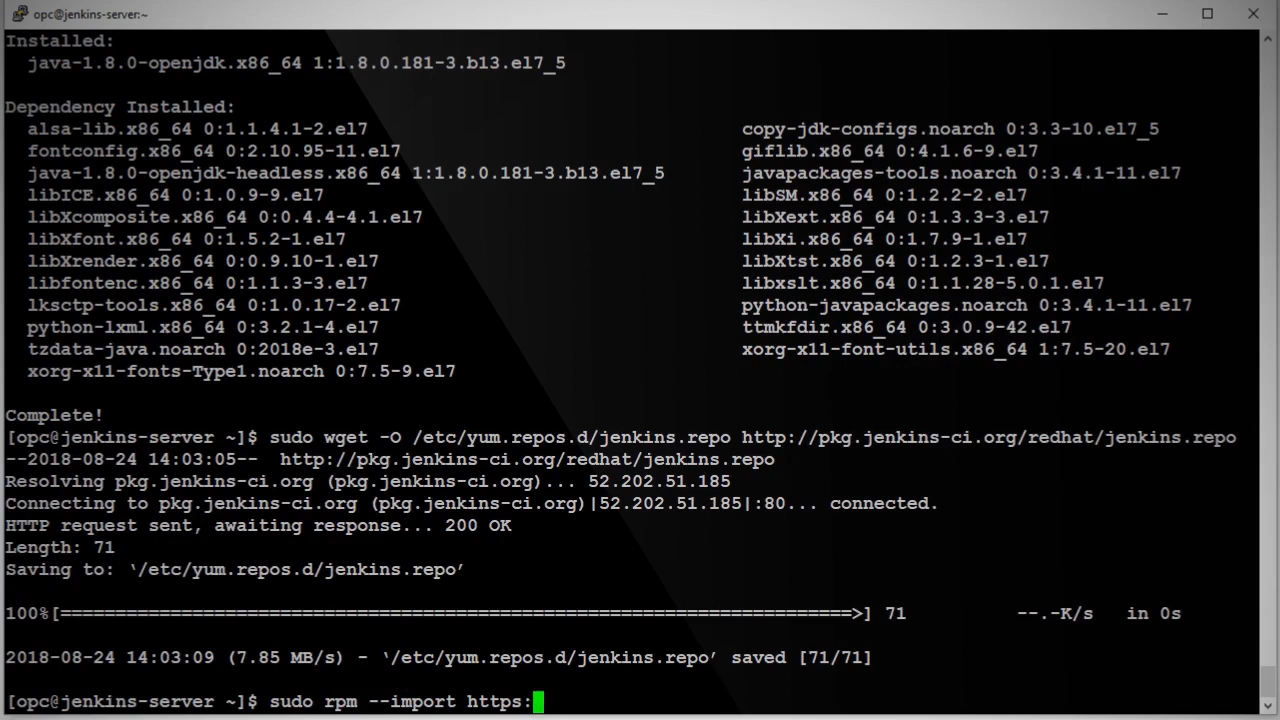 opc@jenkins-server:~
Installed:
java-1.8.0-openjdk.x86_64 1:1.8.0.181-3.b13.el7_5
Dependency Installed:
alsa-lib.x86_64 0:1.1.4.1-2.el7 copy-jdk-configs.noarch 0:3.3-10.el7_5
fontconfig.x86_64 0:2.10.95-11.el7 giflib.x86_64 0:4.1.6-9.el7
java-1.8.0-openjdk-headless.x86_64 1:1.8.0.181-3.b13.el7_5 javapackages-tools.noarch 0:3.4.1-11.el7
libICE.x86_64 0:1.0.9-9.el7 libSM.x86_64 0:1.2.2-2.el7
libXcomposite.x86_64 0:0.4.4-4.1.el7 libXext.x86_64 0:1.3.3-3.el7
libXfont.x86_64 0:1.5.2-1.el7 libXi.x86_64 0:1.7.9-1.el7
libXrender.x86_64 0:0.9.10-1.el7 libXtst.x86_64 0:1.2.3-1.el7
libfontenc.x86_64 0:1.1.3-3.el7 libxslt.x86_64 0:1.1.28-5.0.1.el7
lksctp-tools.x86_64 0:1.0.17-2.el7 python-javapackages.noarch 0:3.4.1-11.el7
python-lxml.x86_64 0:3.2.1-4.el7 ttmkfdir.x86_64 0:3.0.9-42.el7
tzdata-java.noarch 0:2018e-3.el7 xorg-x11-font-utils.x86_64 1:7.5-20.el7
xorg-x11-fonts-Type1.noarch 0:7.5-9.el7
Complete!
[opc@jenkins-server ~]$ sudo wget -O /etc/yum.repos.d/jenkins.repo http://pkg.jenkins-ci.org/redhat/jenkins.repo
--2018-08-24 14:03:05-- http://pkg.jenkins-ci.org/redhat/jenkins.repo
Resolving pkg.jenkins-ci.org (pkg.jenkins-ci.org)... 52.202.51.185
Connecting to pkg.jenkins-ci.org (pkg.jenkins-ci.org)|52.202.51.185|:80... connected.
HTTP request sent, awaiting response... 200 OK
Length: 71
Saving to: ‘/etc/yum.repos.d/jenkins.repo’
100%[========================================================================>] 71 --.-K/s in 0s
2018-08-24 14:03:09 (7.85 MB/s) - ‘/etc/yum.repos.d/jenkins.repo’ saved [71/71]
[opc@jenkins-server ~]$ sudo rpm --import https: